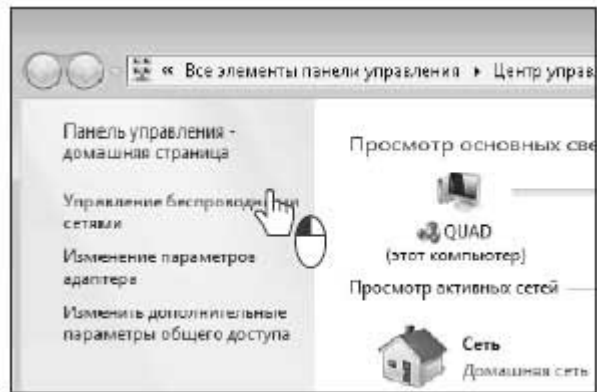 « Все элементы панели управления ▸ Центр управ
Панель управления -
домашняя страница
Управление беспроводными
сетями
Изменение параметров
адаптера
Изменить дополнительные
параметры общего доступа
Просмотр основных све
QUAD
(этот компьютер)
Просмотр активных сетей
Сеть
Домашняя сеть